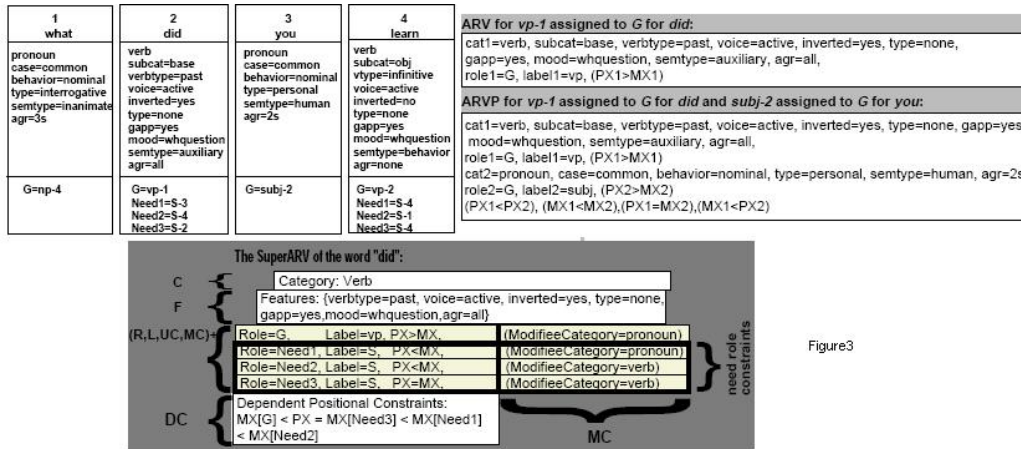 1
what
pronoun
case=common
behavior=nominal
type=interrogative
semtype=inanimate
agr=3s
G=np-4
2
did
verb
subcat=base
verbtype=past
voice=active
inverted=yes
type=none
gapp=yes
mood=whquestion
semtype=auxiliary
agr=all
G=vp-1
Need1=S-3
Need2=S-4
Need3=S-2
3
you
pronoun
case=common
behavior=nominal
type=personal
semtype=human
agr=2s
G=subj-2
4
learn
verb
subcat=obj
vtype=infinitive
voice=active
inverted=no
type=none
gapp=yes
mood=whquestion
semtype=behavior
agr=none
G=vp-2
Need1=S-4
Need2=S-1
Need3=S-4
ARV for vp-1 assigned to G for did:
cat1=verb, subcat=base, verbtype=past, voice=active, inverted=yes, type=none,
gapp=yes, mood=whquestion, semtype=auxiliary, agr=all,
role1=G, label1=vp, (PX1>MX1)
ARVP for vp-1 assigned to G for did and subj-2 assigned to G for you:
cat1=verb, subcat=base, verbtype=past, voice=active, inverted=yes, type=none, gapp=yes
mood=whquestion, semtype=auxiliary, agr=all,
role1=G, label1=vp, (PX1>MX1)
cat2=pronoun, case=common, behavior=nominal, type=personal, semtype=human, agr=2s
role2=G, label2=subj, (PX2>MX2)
(PX1<PX2), (MX1<MX2),(PX1=MX2),(MX1<PX2)
The SuperARV of the word "did":
C
Category: Verb
F
Features: {verbtype=past, voice=active, inverted=yes, type=none,
gapp=yes,mood=whquestion,agr=all}
(R,L,UC,MC)+
Role=G, Label=vp, PX>MX, (ModifieeCategory=pronoun)
Role=Need1, Label=S, PX<MX, (ModifieeCategory=pronoun)
Role=Need2, Label=S, PX<MX, (ModifieeCategory=verb)
Role=Need3, Label=S, PX=MX, (ModifieeCategory=verb)
need role
constraints
DC
Dependent Positional Constraints:
MX[G] < PX = MX[Need3] < MX[Need1]
< MX[Need2]
MC
Figure3